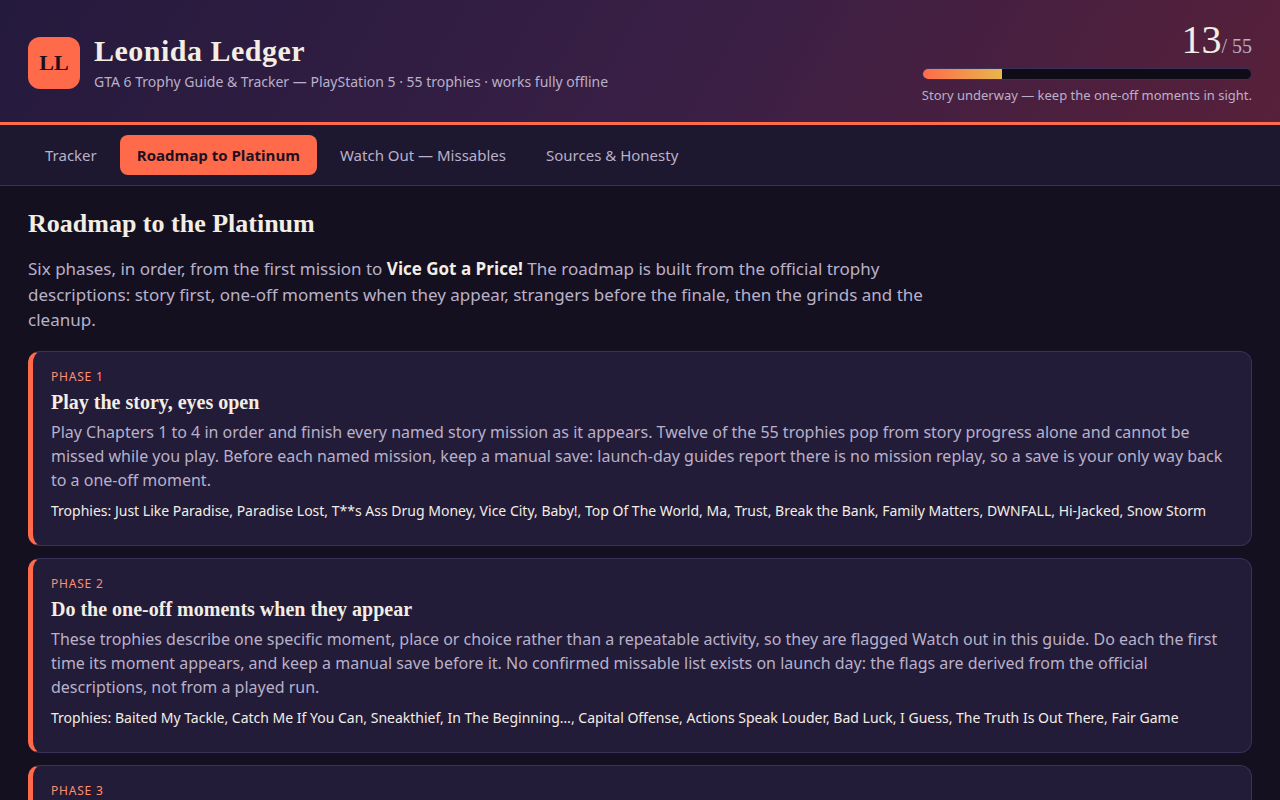 LL
Leonida Ledger
GTA 6 Trophy Guide & Tracker — PlayStation 5 · 55 trophies · works fully offline
13 / 55
Story underway — keep the one-off moments in sight.
Tracker
Roadmap to Platinum
Watch Out — Missables
Sources & Honesty
Roadmap to the Platinum
Six phases, in order, from the first mission to Vice Got a Price! The roadmap is built from the official trophy
descriptions: story first, one-off moments when they appear, strangers before the finale, then the grinds and the
cleanup.
PHASE 1
Play the story, eyes open
Play Chapters 1 to 4 in order and finish every named story mission as it appears. Twelve of the 55 trophies pop from story progress alone and cannot be
missed while you play. Before each named mission, keep a manual save: launch-day guides report there is no mission replay, so a save is your only way back
to a one-off moment.
Trophies: Just Like Paradise, Paradise Lost, T**s Ass Drug Money, Vice City, Baby!, Top Of The World, Ma, Trust, Break the Bank, Family Matters, DWNFALL, Hi-Jacked, Snow Storm
PHASE 2
Do the one-off moments when they appear
These trophies describe one specific moment, place or choice rather than a repeatable activity, so they are flagged Watch out in this guide. Do each the first
time its moment appears, and keep a manual save before it. No confirmed missable list exists on launch day: the flags are derived from the official
descriptions, not from a played run.
Trophies: Baited My Tackle, Catch Me If You Can, Sneakthief, In The Beginning..., Capital Offense, Actions Speak Louder, Bad Luck, I Guess, The Truth Is Out There, Fair Game
PHASE 3